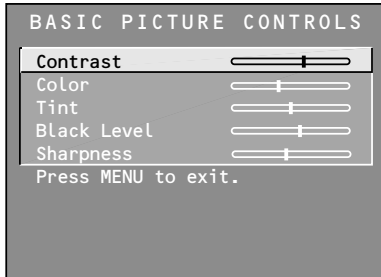 BASIC PICTURE CONTROLS
Contrast
Color
Tint
Black Level
Sharpness
Press MENU to exit.